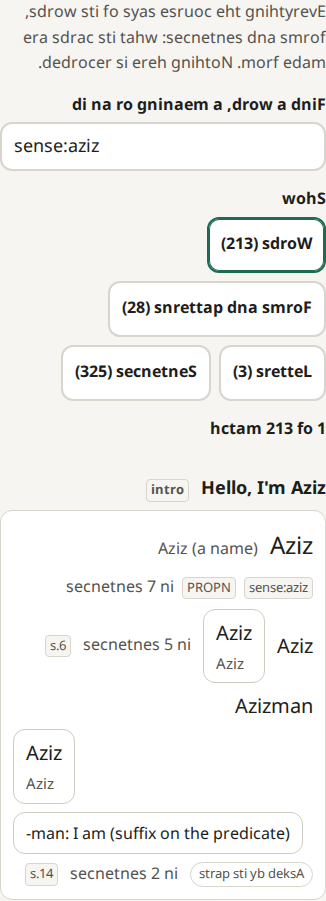 ,sdrow sti fo syas esruoc eht gnihtyrevE
era sdrac sti tahw :secnetnes dna smrof
.dedrocer si ereh gnihtoN .morf edam
di na ro gninaem a ,drow a dniF
sense:aziz
wohS
(213) sdroW
(28) snrettap dna smroF
(325) secnetneS
(3) sretteL
hctam 213 fo 1
intro Hello, I'm Aziz
Aziz (a name) Aziz
secnetnes 7 ni PROPN sense:aziz
s.6 secnetnes 5 ni Aziz Aziz
Aziz
Azizman
Aziz
Aziz
-man: I am (suffix on the predicate)
s.14 secnetnes 2 ni strap sti yb deksA